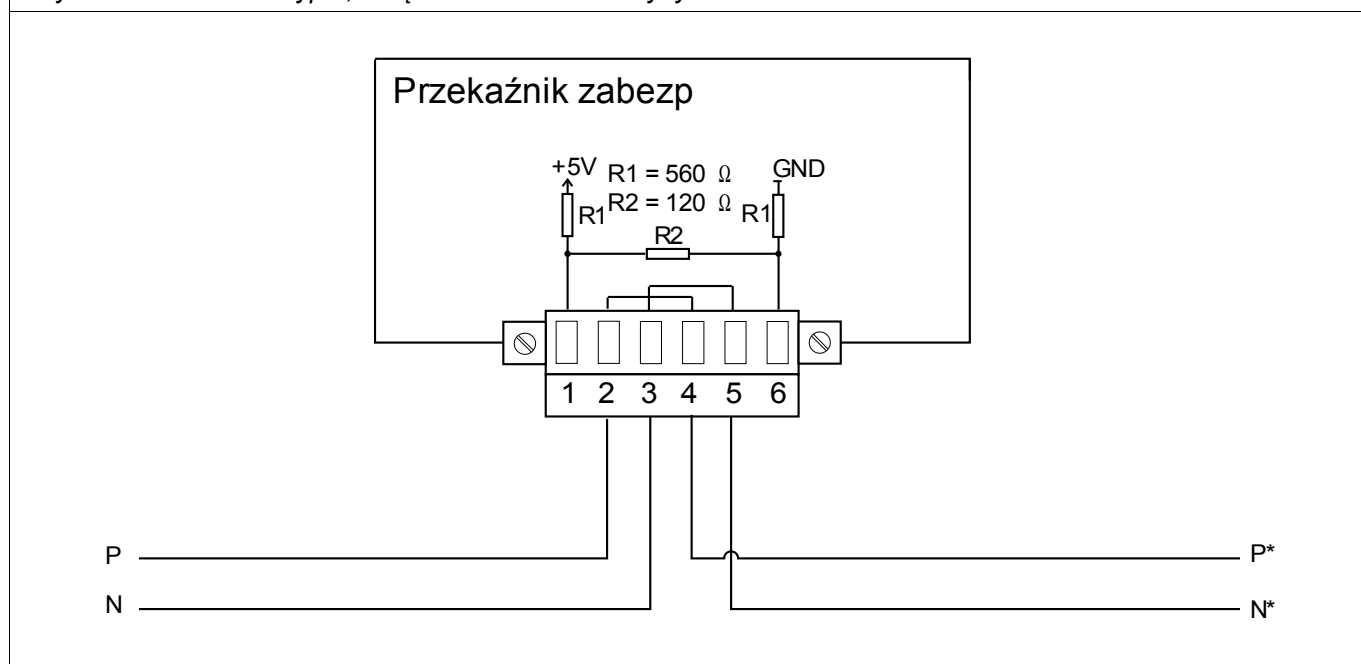 Przekaźnik zabezp
+5V R1 = 560 Ω GND
R1 R2 = 120 Ω R1
R2
1 2 3 4 5 6
P P*
N N*